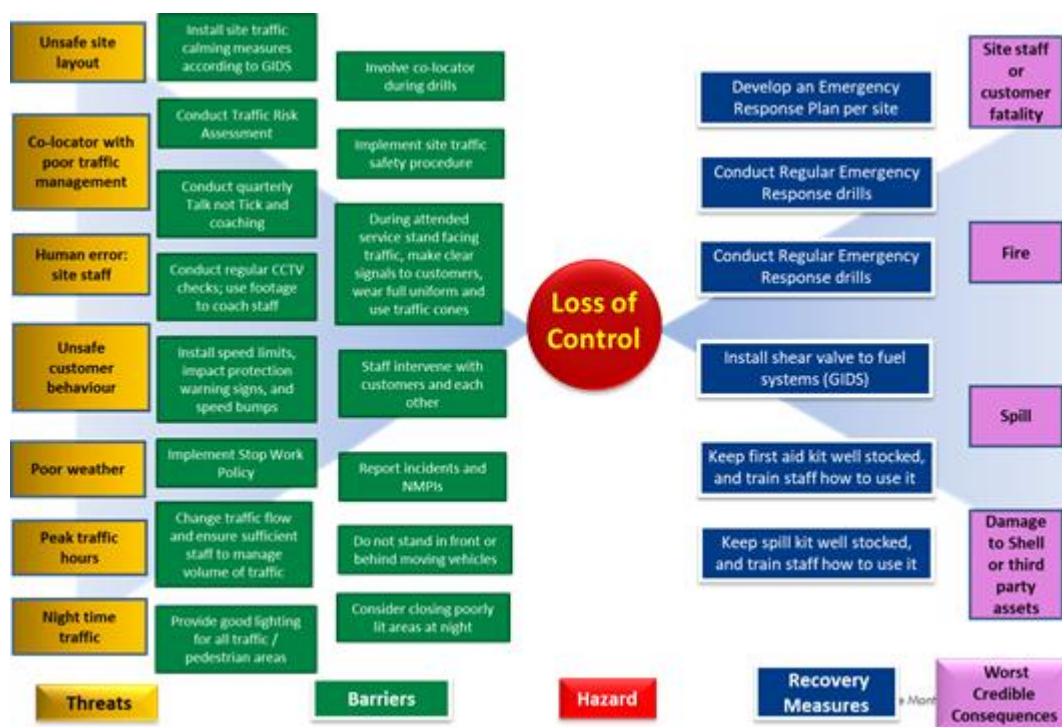 Unsafe site
layout
Co-locator with
poor traffic
management
Human error:
site staff
Unsafe
customer
behaviour
Poor weather
Peak traffic
hours
Night time
traffic
Install site traffic
calming measures
according to GIDS
Conduct Traffic Risk
Assessment
Conduct quarterly
Talk not Tick and
coaching
Conduct regular CCTV
checks; use footage
to coach staff
Install speed limits,
impact protection
warning signs, and
speed bumps
Implement Stop Work
Policy
Change traffic flow
and ensure sufficient
staff to manage
volume of traffic
Provide good lighting
for all traffic /
pedestrian areas
Involve co-locator
during drills
Implement site traffic
safety procedure
During attended
service stand facing
traffic, make clear
signals to customers,
wear full uniform and
use traffic cones
Staff intervene with
customers and each
other
Report incidents and
NMPIs
Do not stand in front or
behind moving vehicles
Consider closing poorly
lit areas at night
Loss of
Control
Develop an Emergency
Response Plan per site
Conduct Regular Emergency
Response drills
Conduct Regular Emergency
Response drills
Install shear valve to fuel
systems (GIDS)
Keep first aid kit well stocked,
and train staff how to use it
Keep spill kit well stocked,
and train staff how to use it
Site staff
or
customer
fatality
Fire
Spill
Damage
to Shell
or third
party
assets
Threats
Barriers
Hazard
Recovery
Measures
Worst
Credible
Consequences